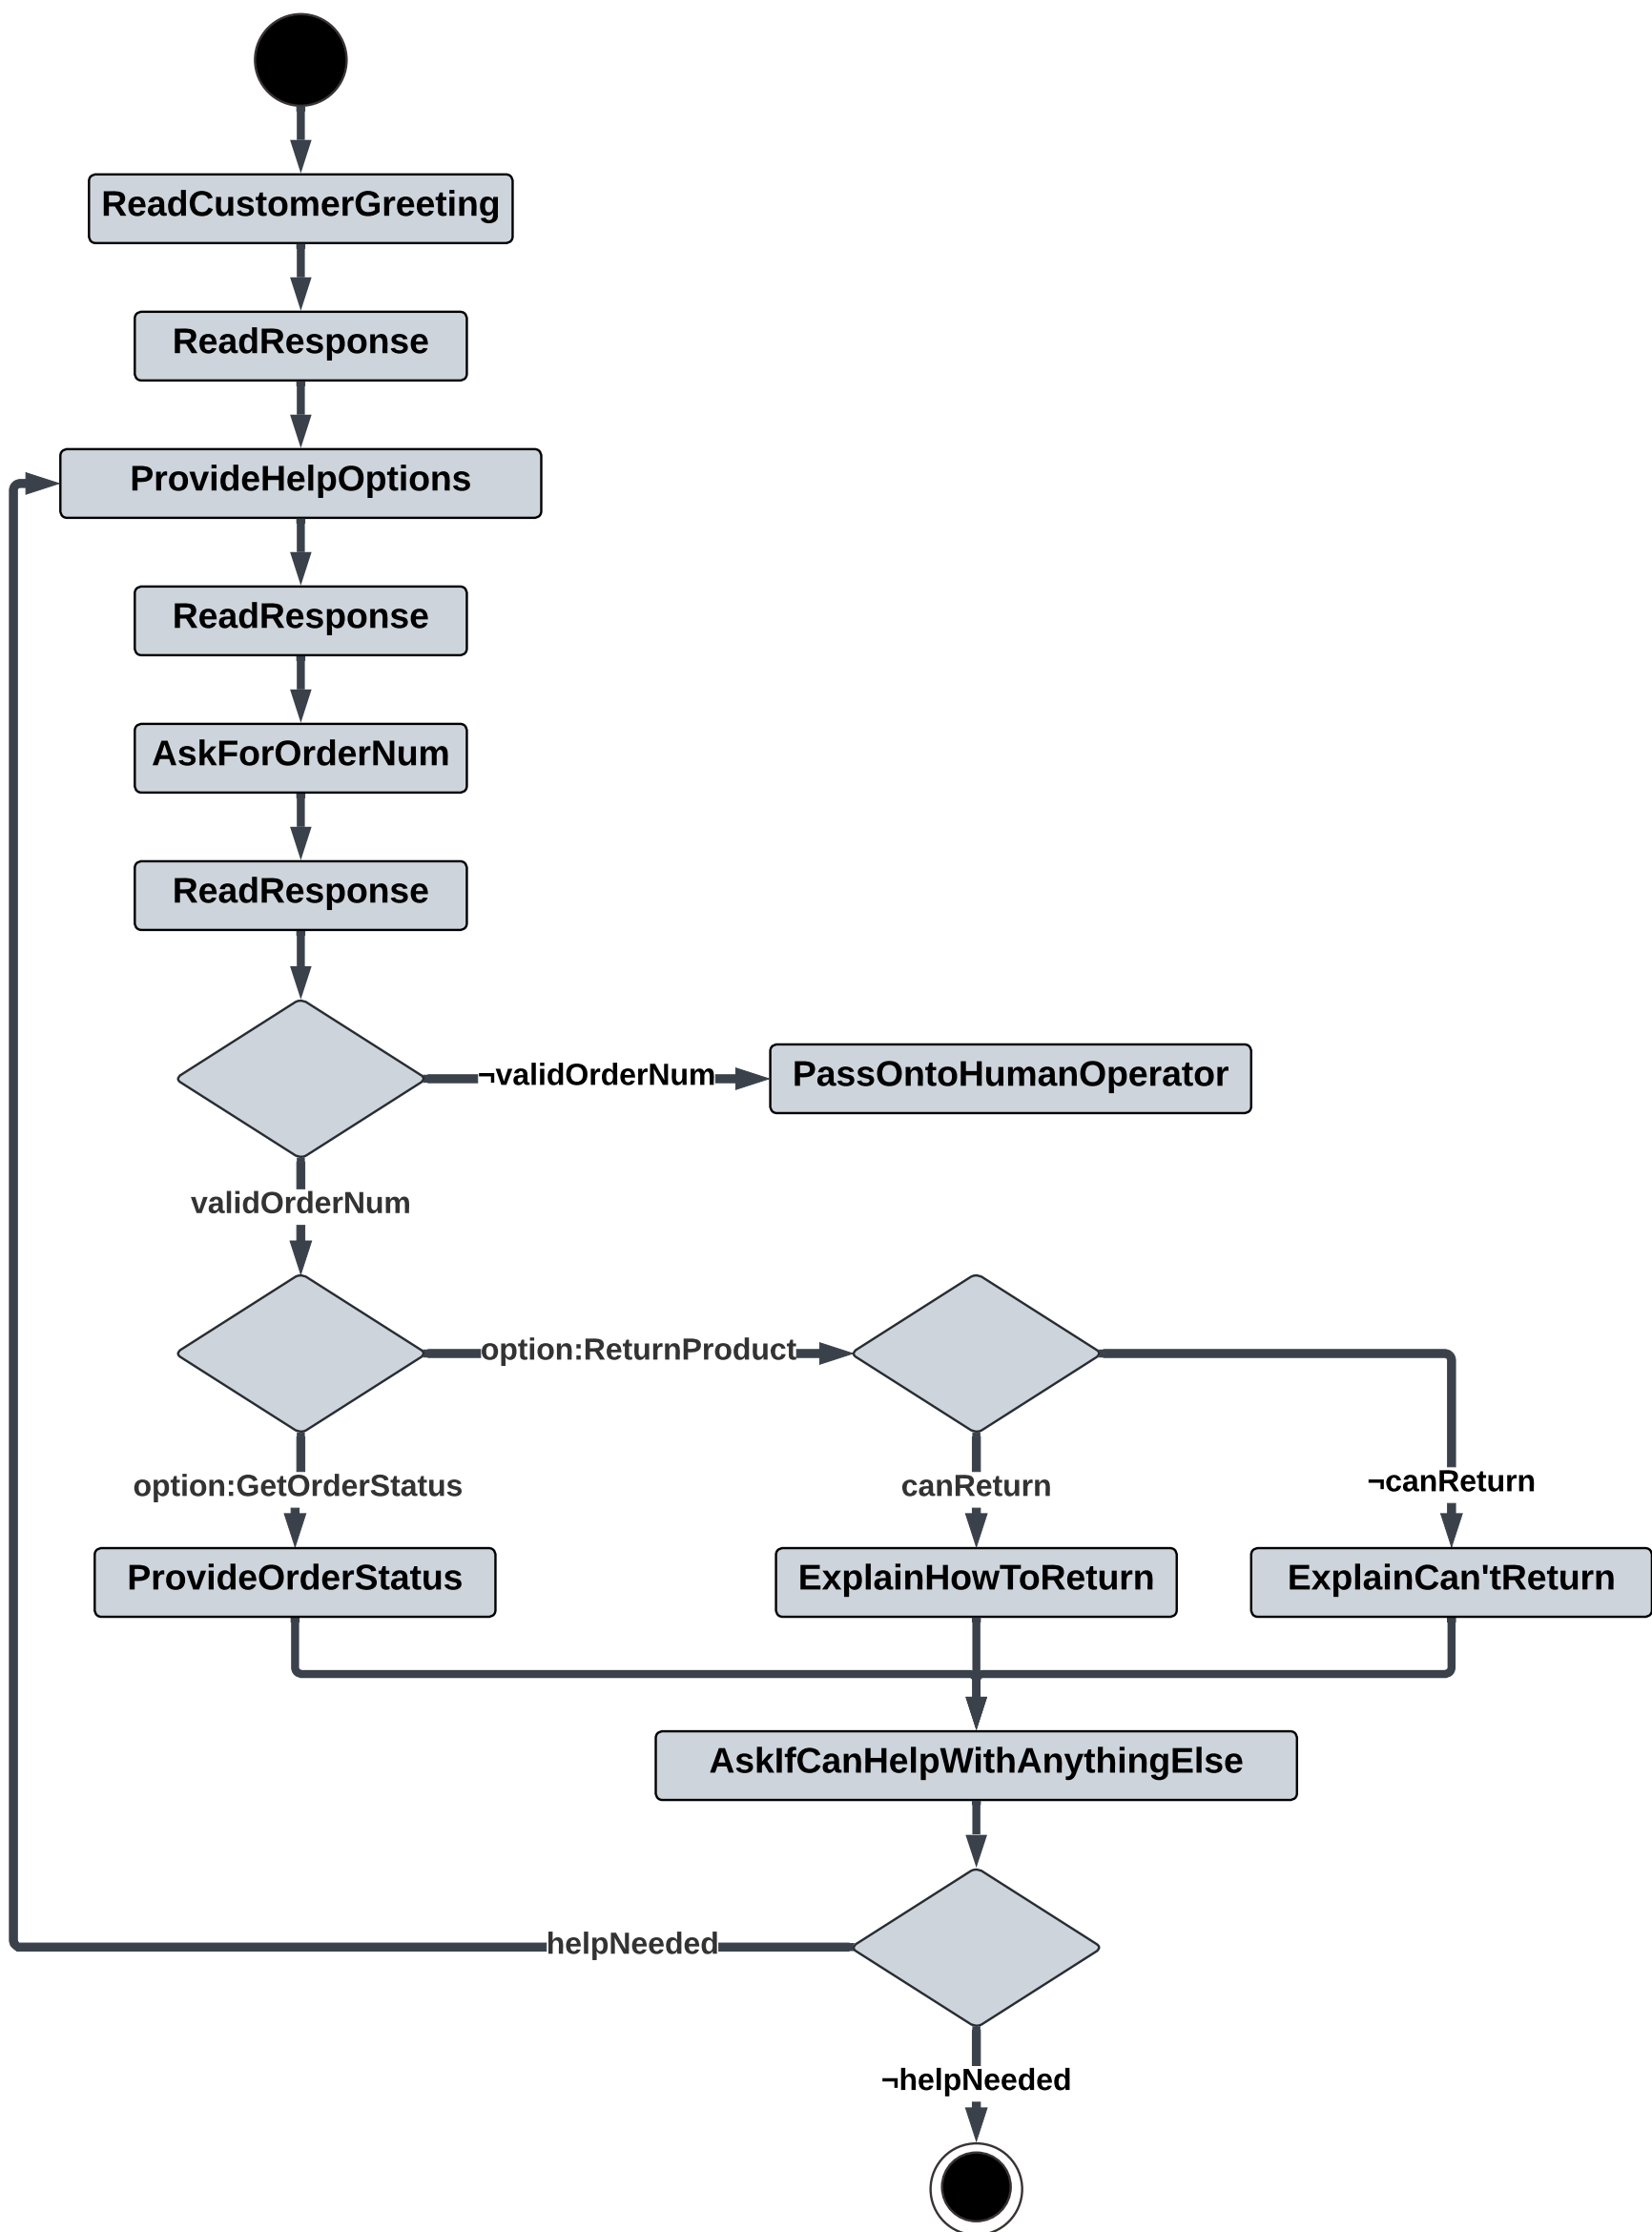 ReadCustomerGreeting
ReadResponse
ProvideHelpOptions
ReadResponse
AskForOrderNum
ReadResponse
¬validOrderNum
PassOntoHumanOperator
validOrderNum
option:ReturnProduct
option:GetOrderStatus
canReturn
¬canReturn
ProvideOrderStatus
ExplainHowToReturn
ExplainCan'tReturn
AskIfCanHelpWithAnythingElse
helpNeeded
¬helpNeeded